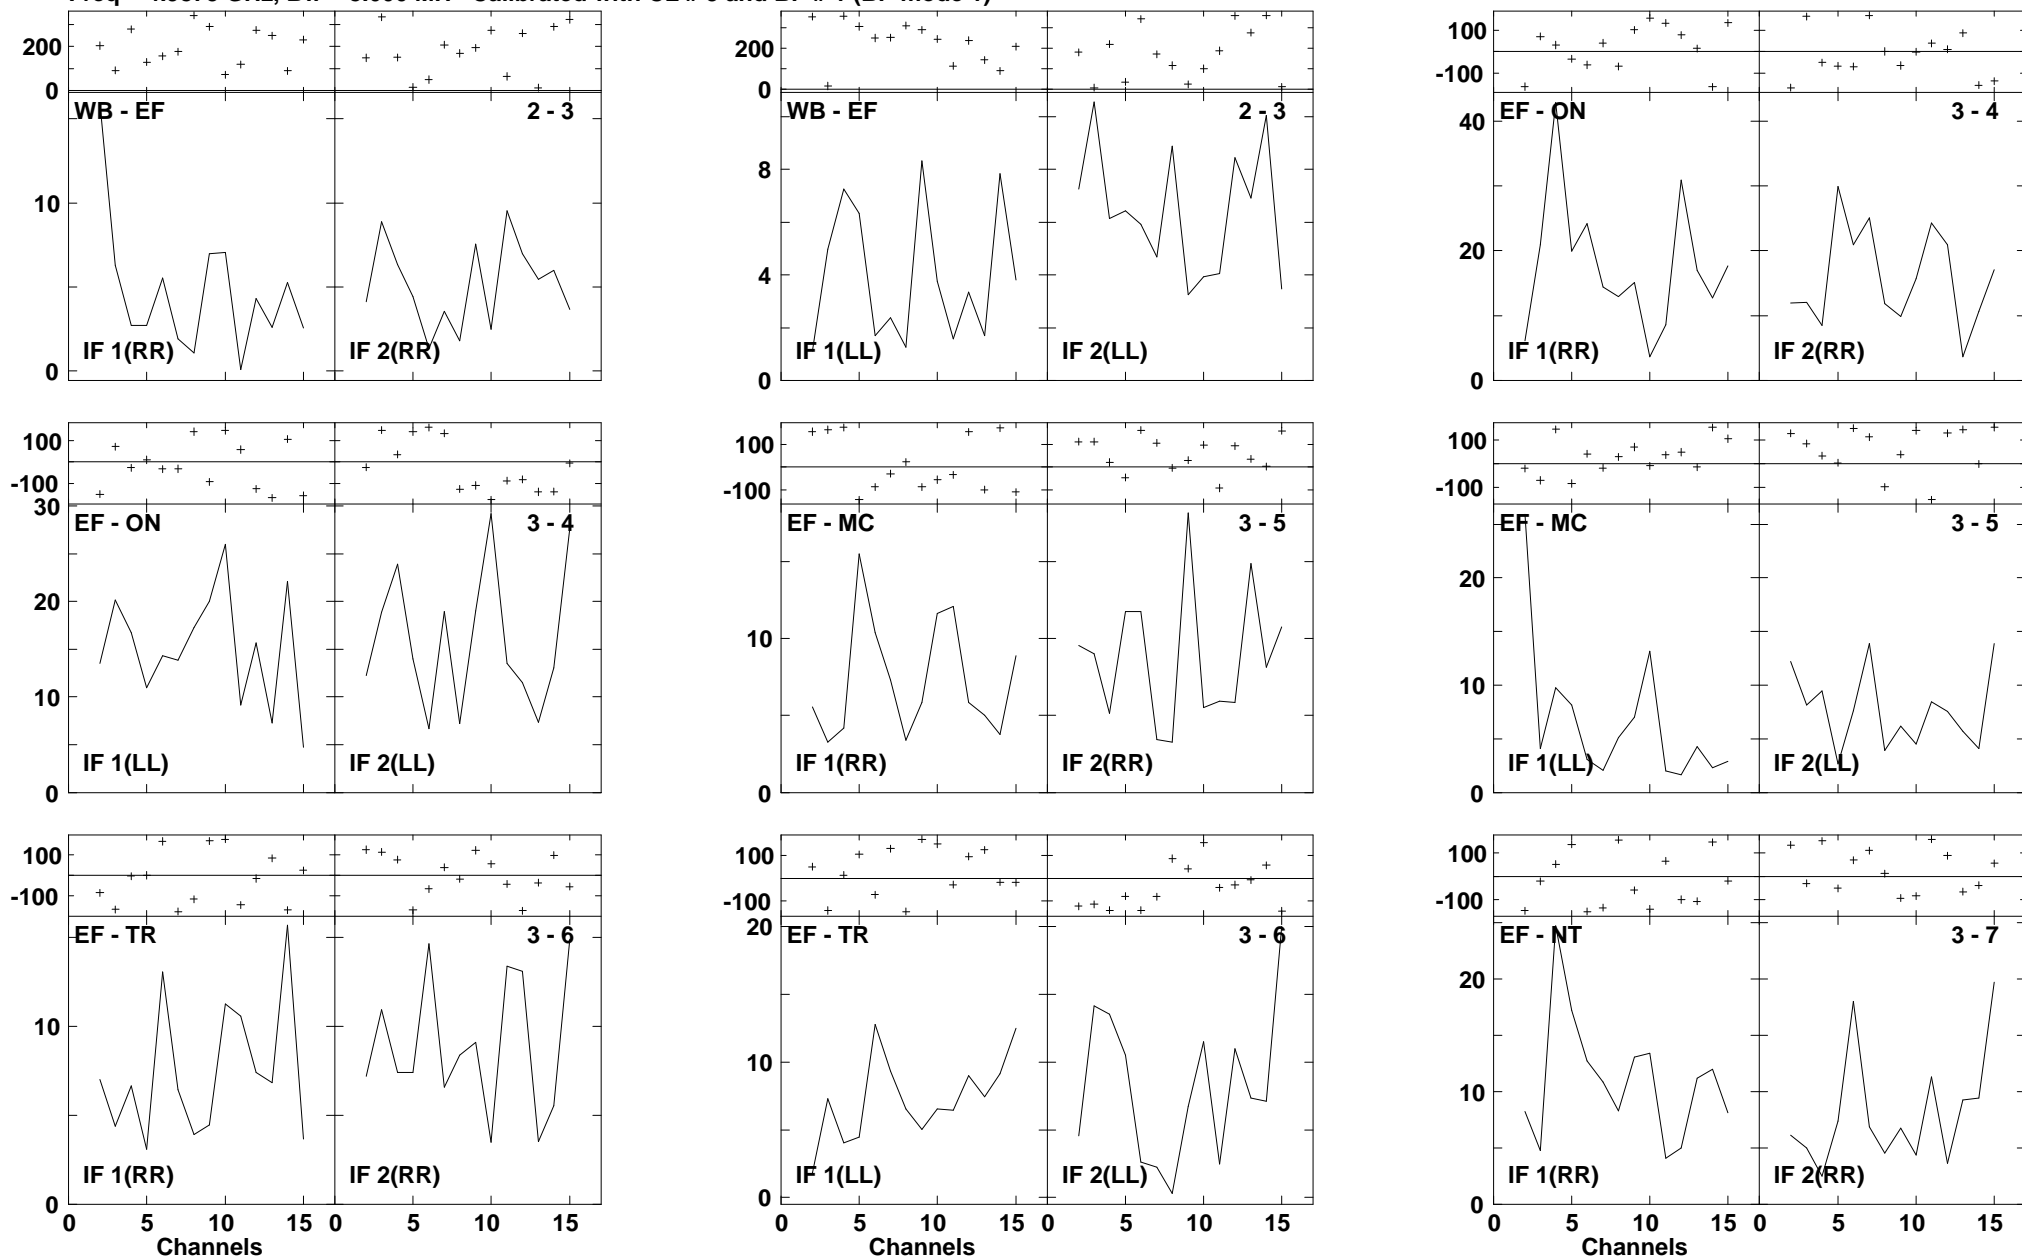 200
0
WB - EF
2 - 3
10
0
IF 1(RR)
IF 2(RR)
200
0
WB - EF
2 - 3
8
4
0
IF 1(LL)
IF 2(LL)
100
-100
EF - ON
3 - 4
40
20
0
IF 1(RR)
IF 2(RR)
100
-100
30
EF - ON
3 - 4
20
10
0
IF 1(LL)
IF 2(LL)
100
-100
EF - MC
3 - 5
10
0
IF 1(RR)
IF 2(RR)
100
-100
EF - MC
3 - 5
20
10
0
IF 1(LL)
IF 2(LL)
100
-100
EF - TR
3 - 6
10
0
IF 1(RR)
IF 2(RR)
0 5 10 15 0 5 10 15
Channels
100
-100
20
EF - TR
3 - 6
10
0
IF 1(LL)
IF 2(LL)
0 5 10 15 0 5 10 15
Channels
100
-100
EF - NT
3 - 7
20
10
0
IF 1(RR)
IF 2(RR)
0 5 10 15 0 5 10 15
Channels